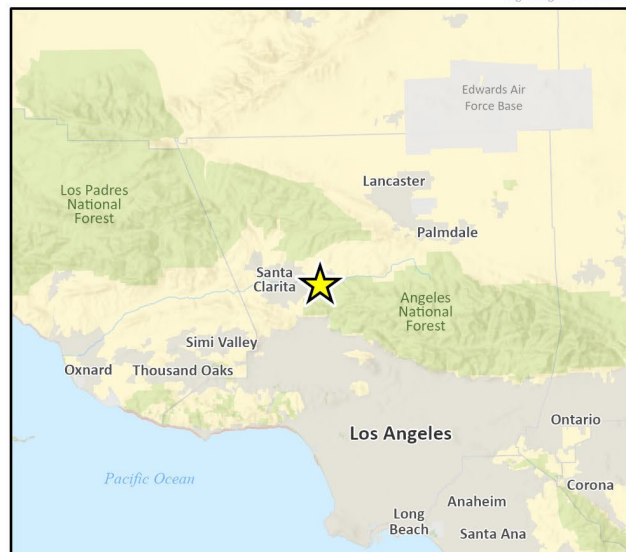 Edwards Air
Force Base
Los Padres
National
Forest
Lancaster
Palmdale
Santa
Clarita
Angeles
National
Forest
Simi Valley
Oxnard
Thousand Oaks
Ontario
Los Angeles
Pacific Ocean
Corona
Anaheim
Long
Beach
Santa Ana